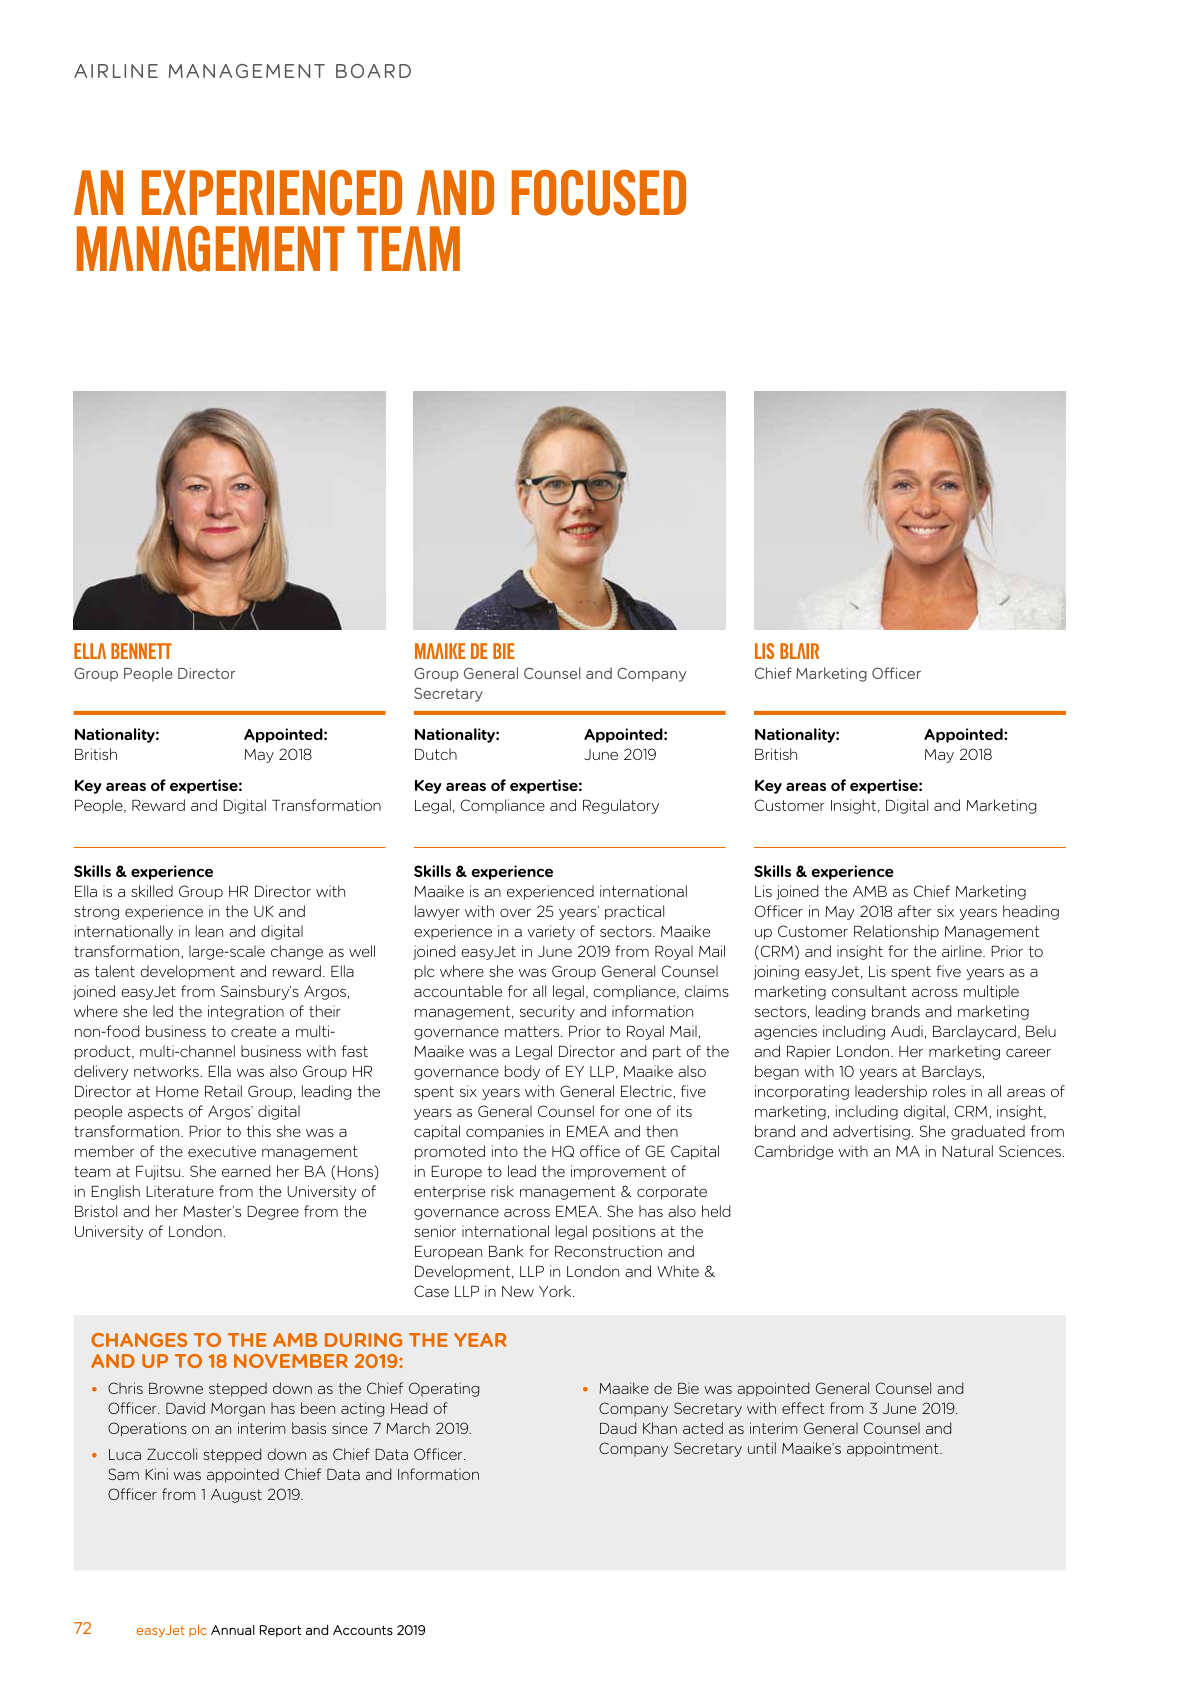 AIRLINE MANAGEMENT BOARD
AN EXPERIENCED AND FOCUSED
MANAGEMENT TEAM
ELLA BENNETT
Group People Director
Nationality:
British
Appointed:
May 2018
Key areas of expertise:
People, Reward and Digital Transformation
Skills & experience
Ella is a skilled Group HR Director with
strong experience in the UK and
internationally in lean and digital
transformation, large-scale change as well
as talent development and reward. Ella
joined easyJet from Sainsbury's Argos,
where she led the integration of their
non-food business to create a multi-
product, multi-channel business with fast
delivery networks. Ella was also Group HR
Director at Home Retail Group, leading the
people aspects of Argos' digital
transformation. Prior to this she was a
member of the executive management
team at Fujitsu. She earned her BA (Hons)
in English Literature from the University of
Bristol and her Master's Degree from the
University of London.
MAAIKE DE BIE
Group General Counsel and Company
Secretary
Nationality:
Dutch
Appointed:
June 2019
Key areas of expertise:
Legal, Compliance and Regulatory
Skills & experience
Maaike is an experienced international
lawyer with over 25 years' practical
experience in a variety of sectors. Maaike
joined easyJet in June 2019 from Royal Mail
plc where she was Group General Counsel
accountable for all legal, compliance, claims
management, security and information
governance matters. Prior to Royal Mail,
Maaike was a Legal Director and part of the
governance body of EY LLP, Maaike also
spent six years with General Electric, five
years as General Counsel for one of its
capital companies in EMEA and then
promoted into the HQ office of GE Capital
in Europe to lead the improvement of
enterprise risk management & corporate
governance across EMEA. She has also held
senior international legal positions at the
European Bank for Reconstruction and
Development, LLP in London and White &
Case LLP in New York.
LIS BLAIR
Chief Marketing Officer
Nationality:
British
Appointed:
May 2018
Key areas of expertise:
Customer Insight, Digital and Marketing
Skills & experience
Lis joined the AMB as Chief Marketing
Officer in May 2018 after six years heading
up Customer Relationship Management
(CRM) and insight for the airline. Prior to
joining easyJet, Lis spent five years as a
marketing consultant across multiple
sectors, leading brands and marketing
agencies including Audi, Barclaycard, Belu
and Rapier London. Her marketing career
began with 10 years at Barclays,
incorporating leadership roles in all areas of
marketing, including digital, CRM, insight,
brand and advertising. She graduated from
Cambridge with an MA in Natural Sciences.
CHANGES TO THE AMB DURING THE YEAR
AND UP TO 18 NOVEMBER 2019:
• Chris Browne stepped down as the Chief Operating
Officer. David Morgan has been acting Head of
Operations on an interim basis since 7 March 2019.
• Luca Zuccoli stepped down as Chief Data Officer.
Sam Kini was appointed Chief Data and Information
Officer from 1 August 2019.
• Maaike de Bie was appointed General Counsel and
Company Secretary with effect from 3 June 2019.
Daud Khan acted as interim General Counsel and
Company Secretary until Maaike's appointment.
72 easyJet plc Annual Report and Accounts 2019